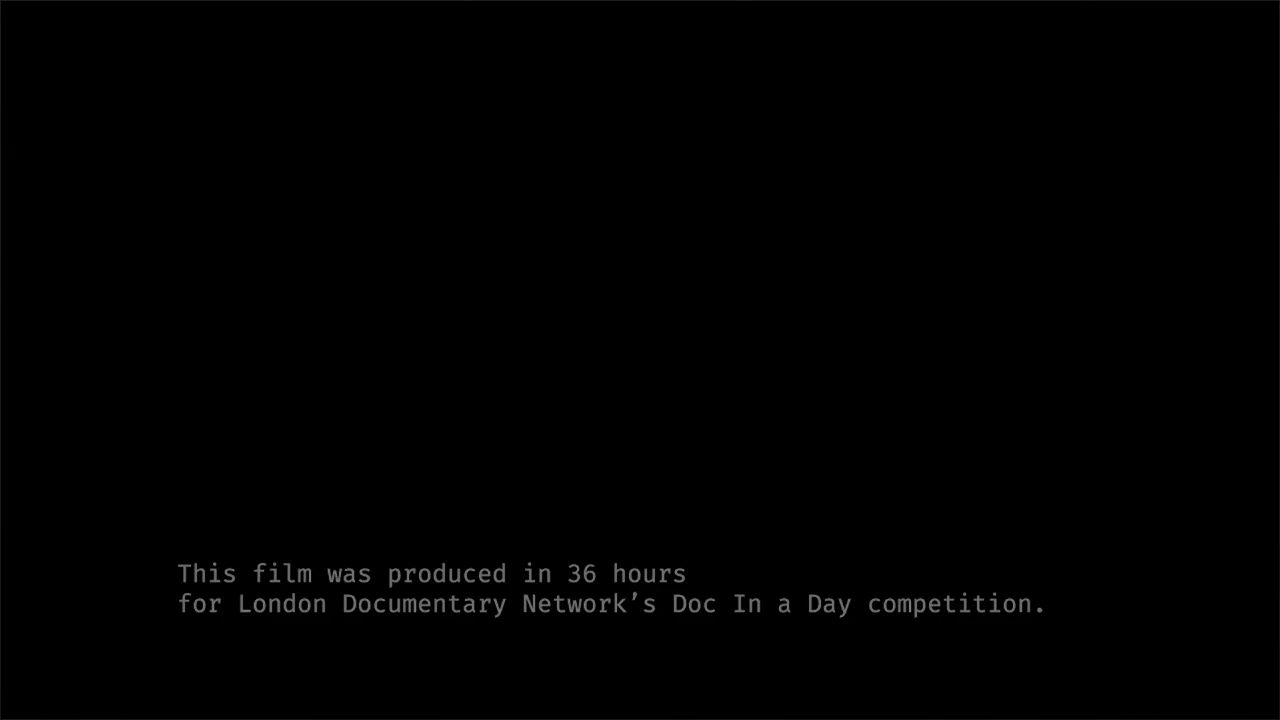 This film was produced in 36 hours
for London Documentary Network’s Doc In a Day competition.